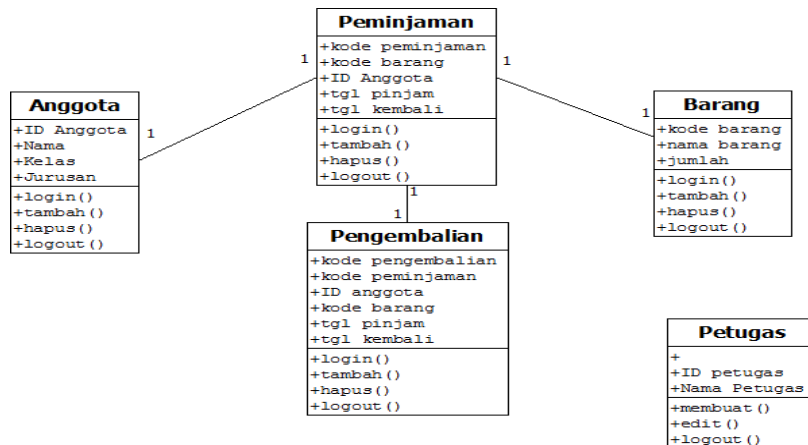 Peminjaman
+kode peminjaman
+kode barang
+ID Anggota
+tgl pinjam
+tgl kembali
+login()
+tambah()
+hapus()
+logout()
1
1
1
1
1
1
Anggota
+ID Anggota
+Nama
+Kelas
+Jurusan
+login()
+tambah()
+hapus()
+logout()
Barang
+kode barang
+nama barang
+jumlah
+login()
+tambah()
+hapus()
+logout()
Pengembalian
+kode pengembalian
+kode peminjaman
+ID anggota
+kode barang
+tgl pinjam
+tgl kembali
+login()
+tambah()
+hapus()
+logout()
Petugas
+
+ID petugas
+Nama Petugas
+membuat()
+edit()
+logout()